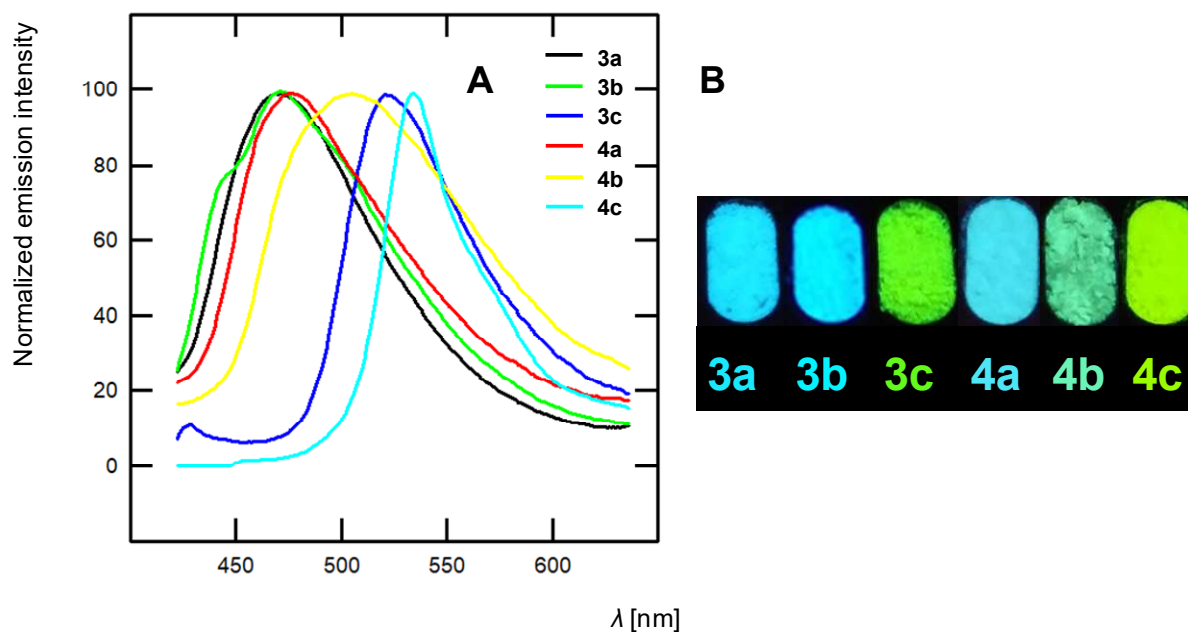 Normalized emission intensity
100
80
60
40
20
0
450
500
550
600
λ [nm]
A
3a
3b
3c
4a
4b
4c
B
3a 3b 3c 4a 4b 4c